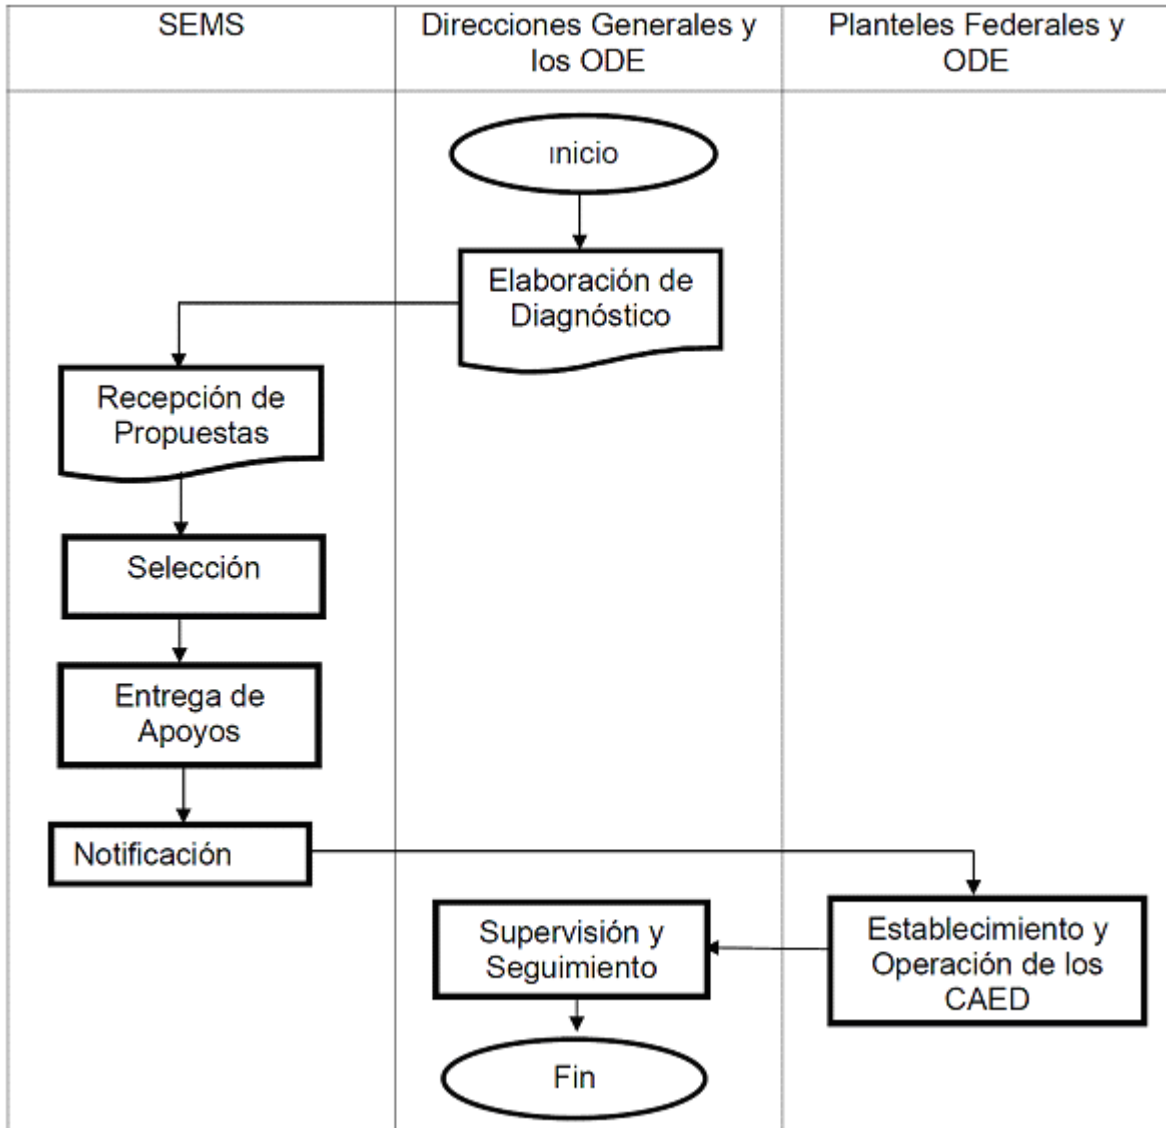 SEMS
Direcciones Generales y
los ODE
Planteles Federales y
ODE
Inicio
Elaboración de
Diagnóstico
Recepción de
Propuestas
Selección
Entrega de
Apoyos
Notificación
Establecimiento y
Operación de los
CAED
Supervisión y
Seguimiento
Fin